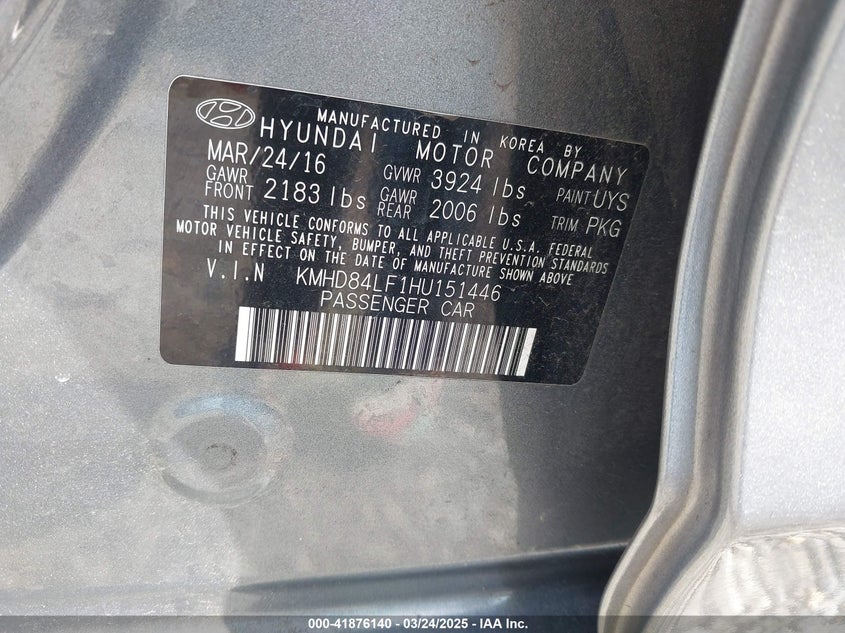 MANUFACTURED IN KOREA BY
HYUNDAI MOTOR COMPANY
MAR/24/16 GVWR 3924 lbs PAINT UYS
GAWR FRONT 2183 lbs GAWR REAR 2006 lbs TRIM PKG
THIS VEHICLE CONFORMS TO ALL APPLICABLE U.S.A. FEDERAL
MOTOR VEHICLE SAFETY, BUMPER, AND THEFT PREVENTION STANDARDS
IN EFFECT ON THE DATE OF MANUFACTURE SHOWN ABOVE
V.I.N KMHD84LF1HU151446
PASSENGER CAR
000-41876140 - 03/24/2025 - IAA Inc.